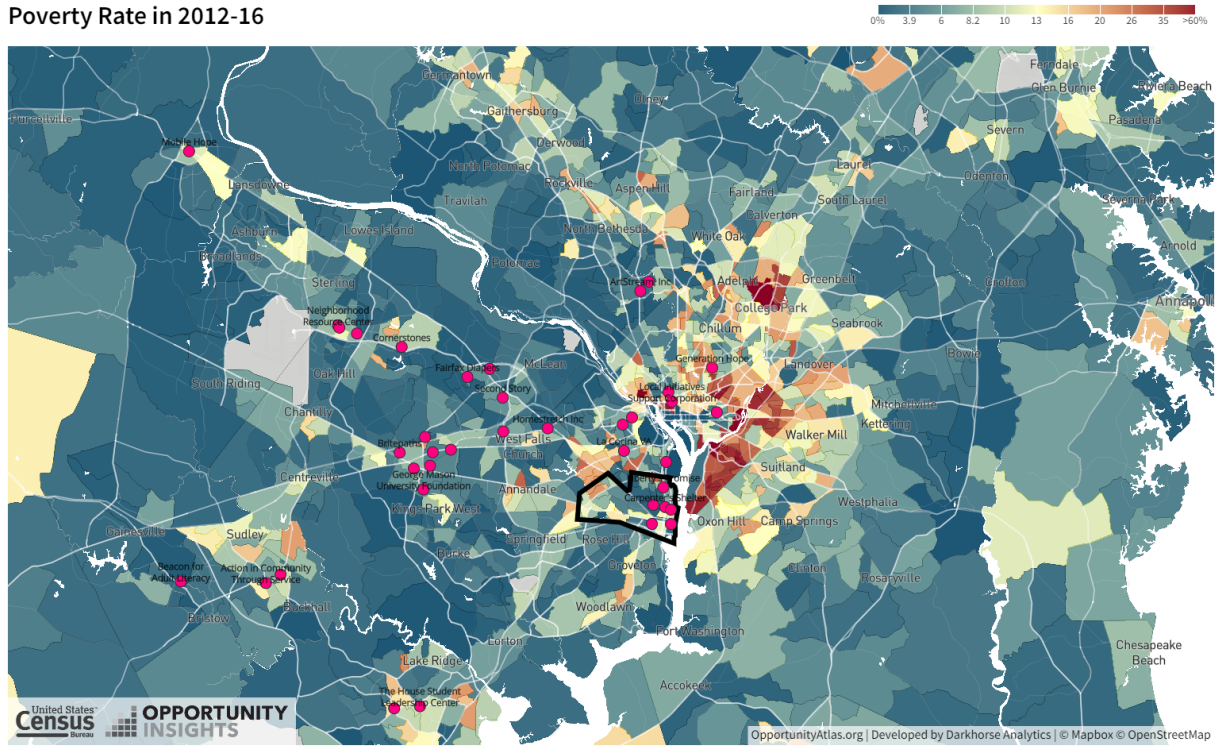 Poverty Rate in 2012-16
0% 3.9 6 8.2 10 13 16 20 26 35 >60%
Germantown
Ferndale
Glen Burnie
Riviera Beach
Olney
Gaithersburg
Purcellville
Pasadena
Severn
Mobile Hope
Derwood
North Potomac
Laurel
Odenton
Lansdowne
Rockville
Aspen Hill
Fairland
Travilah
South Laurel
Severna Park
Calverton
Ashburn
Lowes Island
North Bethesda
White Oak
Arnold
Broadlands
Potomac
Sterling
ArtStream Inc
Adelphi
Greenbelt
Crofton
Annapoli
Neighborhood
Resource Center
College Park
Chillum
Seabrook
Cornerstones
Generation Hope
Bowie
McLean
Fairfax Diapers
Landover
Oak Hill
South Riding
Second Story
Local Initiatives
Support Corporation
Mitchellville
Chantilly
Homestretch Inc
Kettering
Britepaths
West Falls
Church
La Cocina VA
Walker Mill
Suitland
George Mason
University Foundation
Centreville
Annandale
Carpenter's Shelter
Westphalia
Kings Park West
Oxon Hill
Camp Springs
Gainesville
Sudley
Springfield
Rose Hill
Burke
Groveton
Beacon for
Adult Literacy
Action in Community
Through Service
Clinton
Rosaryville
Buckhall
Woodlawn
Bristow
Fort Washington
Lorton
Chesapeake
Beach
Lake Ridge
Accokeek
The House Student
Leadership Center
United States™
Census
Bureau
OPPORTUNITY
INSIGHTS
OpportunityAtlas.org | Developed by Darkhorse Analytics | © Mapbox © OpenStreetMap